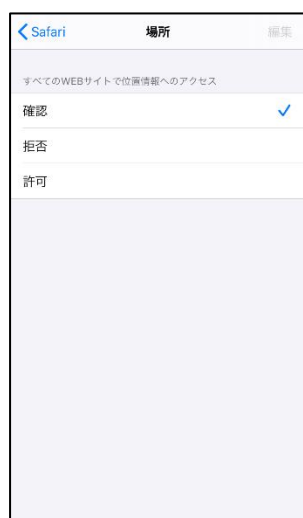 Safari
場所
編集
すべてのWEBサイトで位置情報へのアクセス
確認
拒否
許可